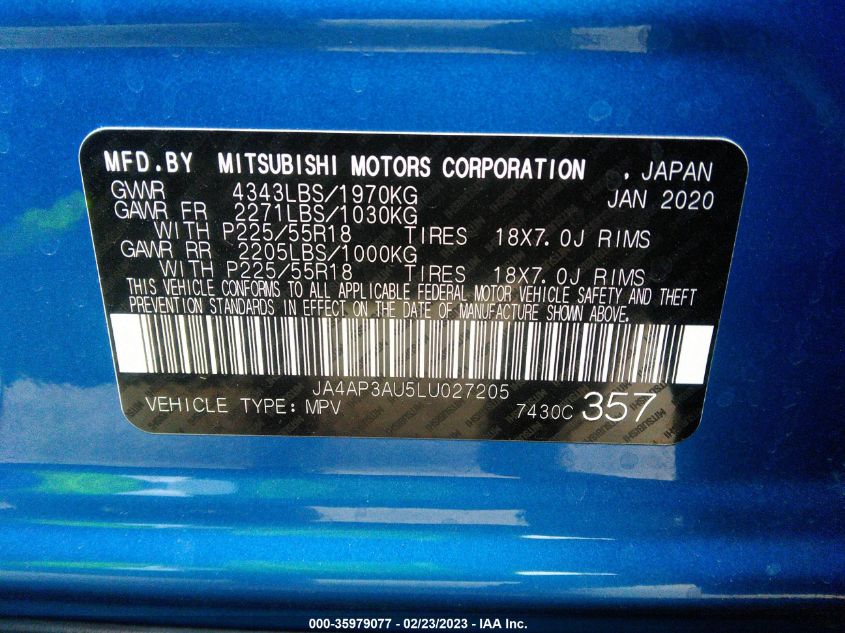 MFD.BY MITSUBISHI MOTORS CORPORATION , JAPAN
GVWR 4343LBS/1970KG JAN 2020
GAWR FR 2271LBS/1030KG
WITH P225/55R18 TIRES 18X7.0J RIMS
GAWR RR 2205LBS/1000KG
WITH P225/55R18 TIRES 18X7.0J RIMS
THIS VEHICLE CONFORMS TO ALL APPLICABLE FEDERAL MOTOR VEHICLE SAFETY AND THEFT
PREVENTION STANDARDS IN EFFECT ON THE DATE OF MANUFACTURE SHOWN ABOVE.
JA4AP3AU5LU027205
VEHICLE TYPE: MPV 7430C 357
000-35979077 - 02/23/2023 - IAA Inc.